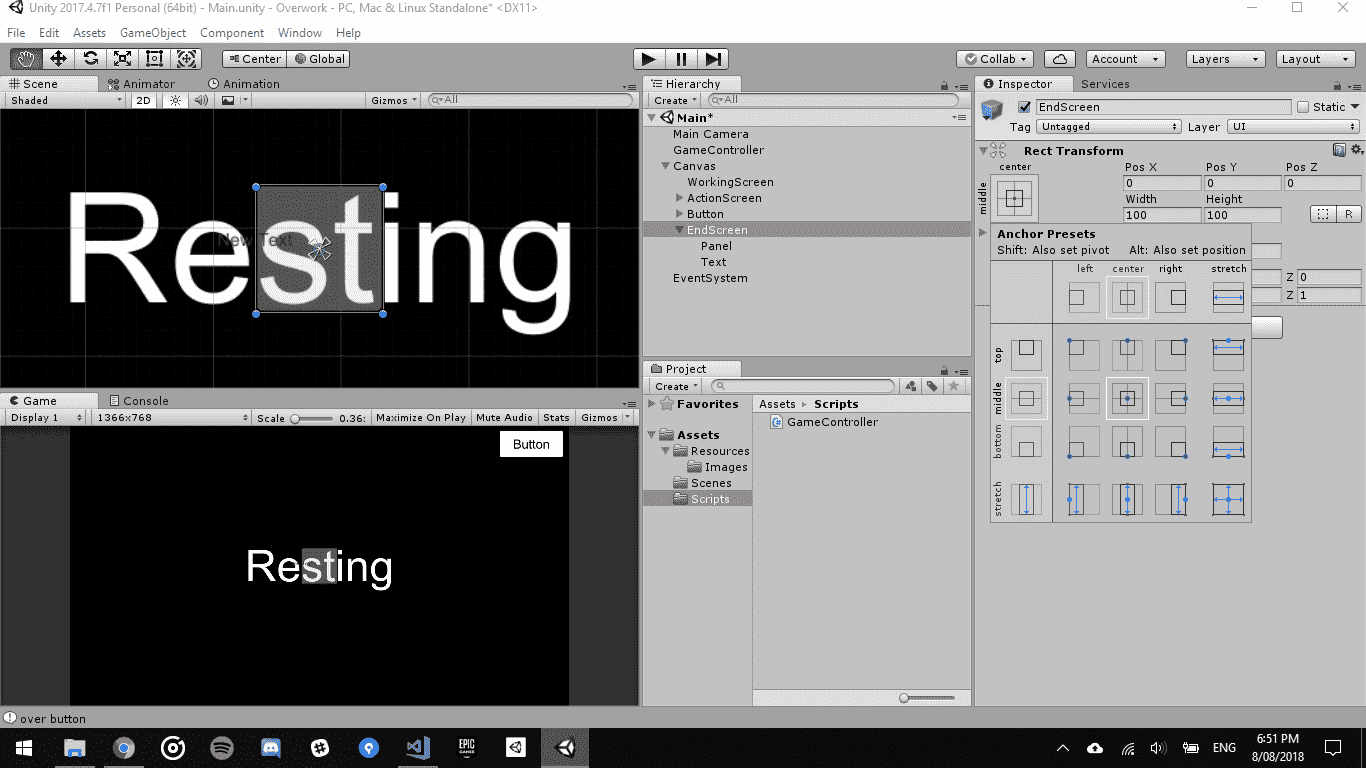 Unity 2017.4.7f1 Personal (64bit) - Main.unity - Overwork - PC, Mac & Linux Standalone* <DX11>
File Edit Assets GameObject Component Window Help
Center Global Collab Account Layers Layout
Scene Animator Animation
Shaded 2D Gizmos All
Resting
New Text
Game Console
Display 1 1366x768 Scale 0.36: Maximize On Play Mute Audio Stats Gizmos
Button
Resting
Hierarchy
Create All
Main*
Main Camera
GameController
Canvas
WorkingScreen
ActionScreen
Button
EndScreen
Panel
Text
EventSystem
Project
Create
Favorites
Assets
Resources
Images
Scenes
Scripts
Assets Scripts
GameController
Inspector Services
EndScreen Static
Tag Untagged Layer UI
Rect Transform
center Pos X Pos Y Pos Z
middle 0 0 0
Width Height
100 100 R
Anchor Presets
Shift: Also set pivot Alt: Also set position
left center right stretch
Z 0
Z 1
top
middle
bottom
stretch
over button
EPIC GAMES
ENG
6:51 PM
8/08/2018